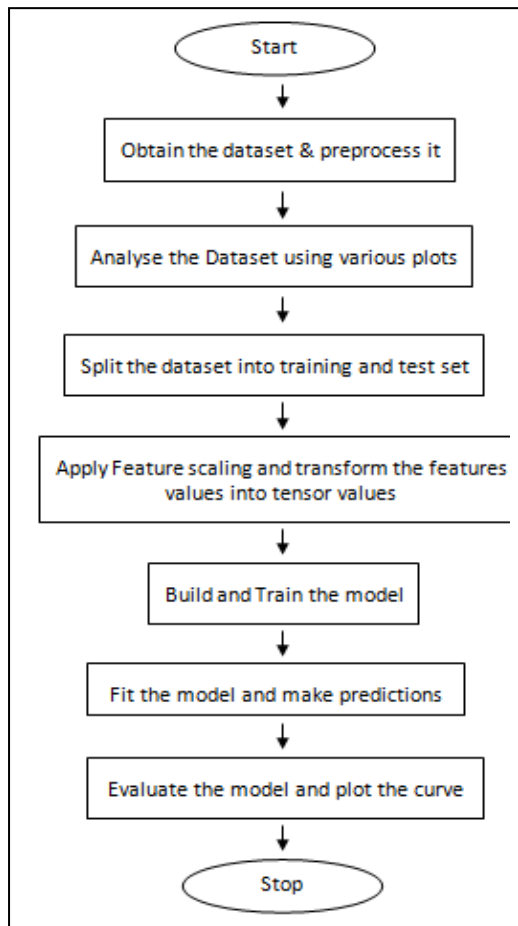 Start
Obtain the dataset & preprocess it
Analyse the Dataset using various plots
Split the dataset into training and test set
Apply Feature scaling and transform the features
values into tensor values
Build and Train the model
Fit the model and make predictions
Evaluate the model and plot the curve
Stop